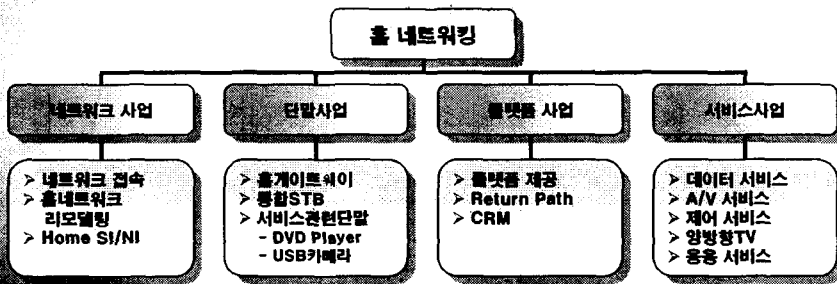 홈 네트워킹
네트워크 사업
단말사업
플랫폼 사업
서비스사업
> 네트워크 접속
> 홈네트워크
리모델링
> Home SI/NI
> 홈게이트웨이
> 통합STB
> 서비스관련단말
- DVD Player
- USB카메라
> 플랫폼 제공
> Return Path
> CRM
> 데이터 서비스
> A/V 서비스
> 제어 서비스
> 양방향TV
> 응용 서비스